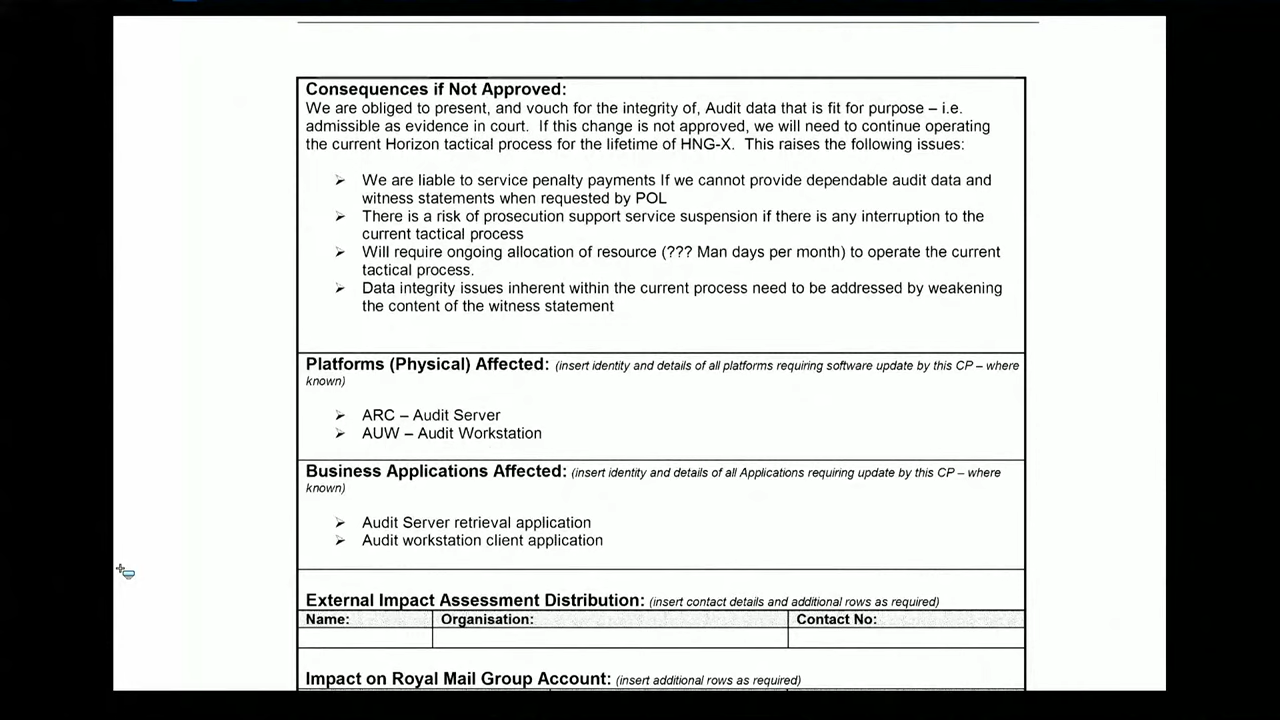 Consequences if Not Approved:
We are obliged to present, and vouch for the integrity of, Audit data that is fit for purpose – i.e.
admissible as evidence in court. If this change is not approved, we will need to continue operating
the current Horizon tactical process for the lifetime of HNG-X. This raises the following issues:
➢ We are liable to service penalty payments If we cannot provide dependable audit data and
witness statements when requested by POL
➢ There is a risk of prosecution support service suspension if there is any interruption to the
current tactical process
➢ Will require ongoing allocation of resource (??? Man days per month) to operate the current
tactical process.
➢ Data integrity issues inherent within the current process need to be addressed by weakening
the content of the witness statement
Platforms (Physical) Affected: (insert identity and details of all platforms requiring software update by this CP – where
known)
➢ ARC – Audit Server
➢ AUW – Audit Workstation
Business Applications Affected: (insert identity and details of all Applications requiring update by this CP – where
known)
➢ Audit Server retrieval application
➢ Audit workstation client application
External Impact Assessment Distribution: (insert contact details and additional rows as required)
Name: Organisation: Contact No:
Impact on Royal Mail Group Account: (insert additional rows as required)